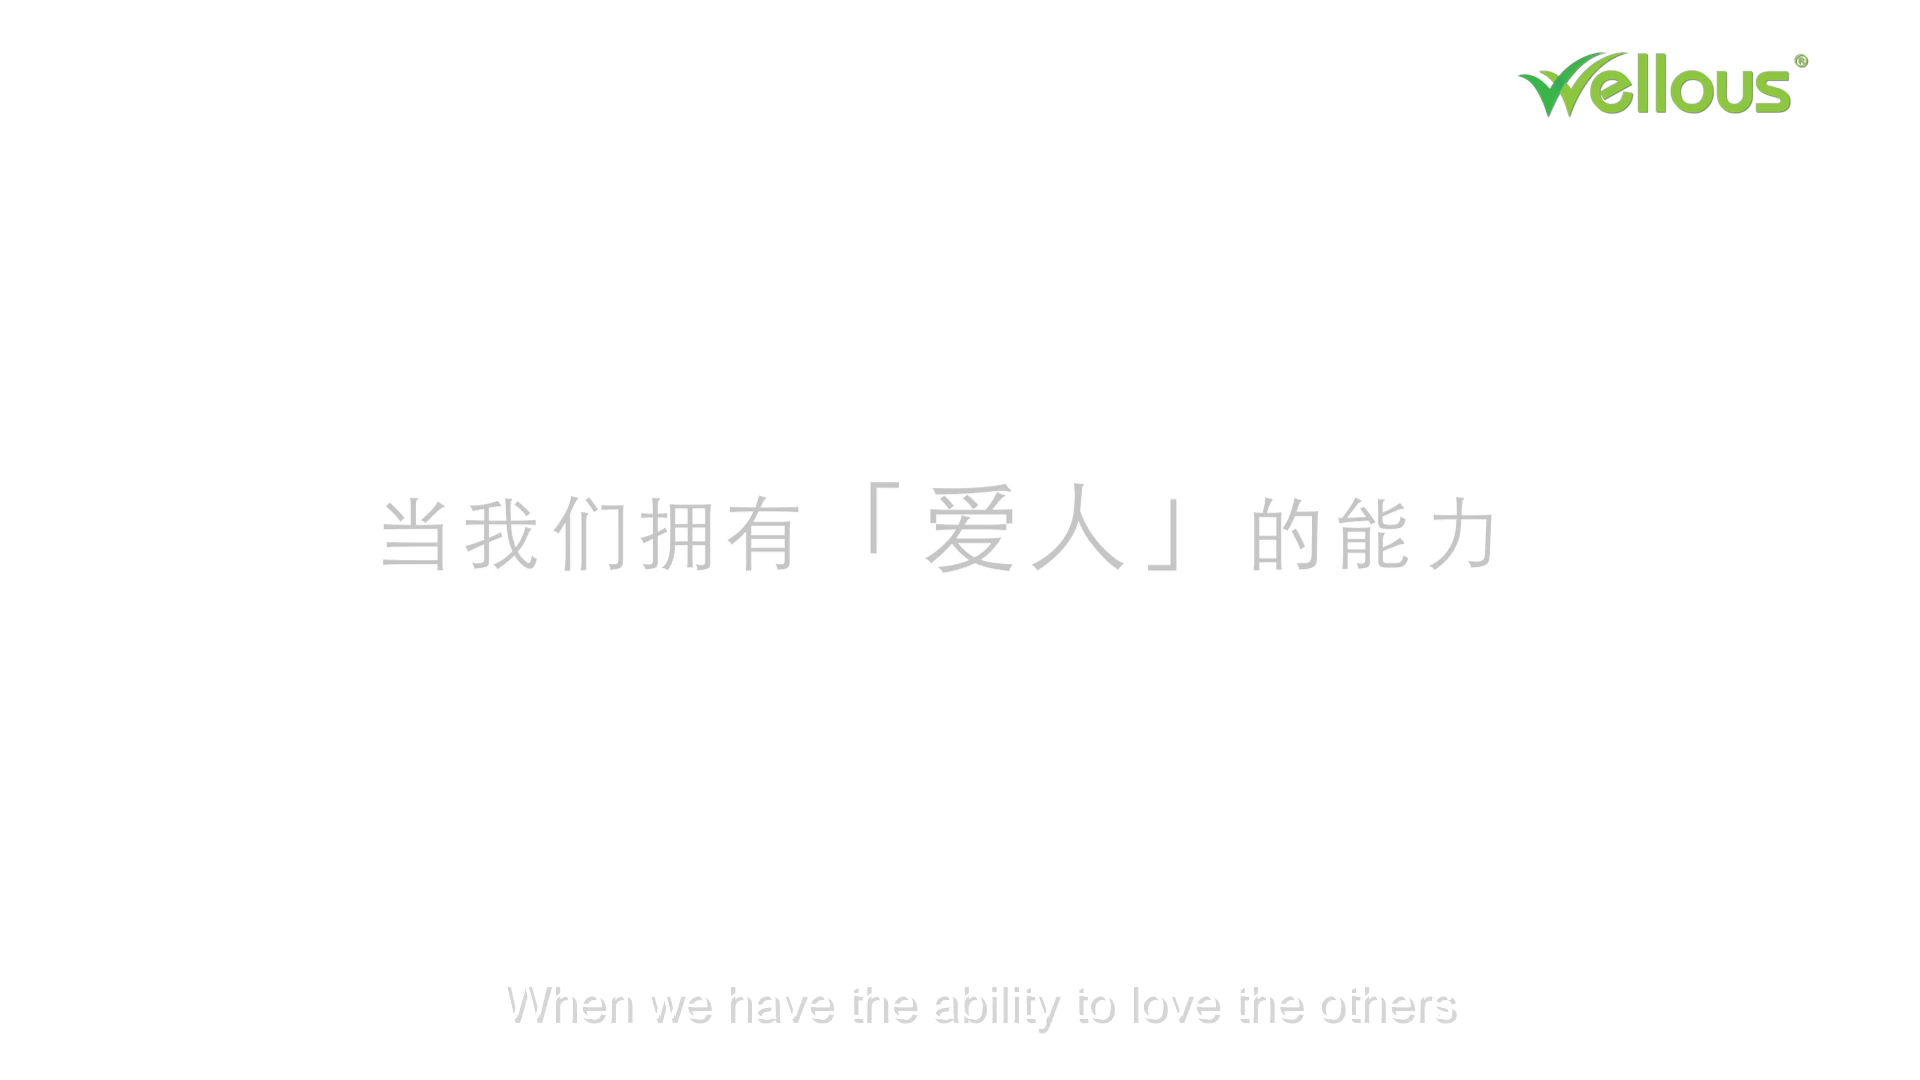 Wellous®
当我们拥有「爱人」的能力
When we have the ability to love the others